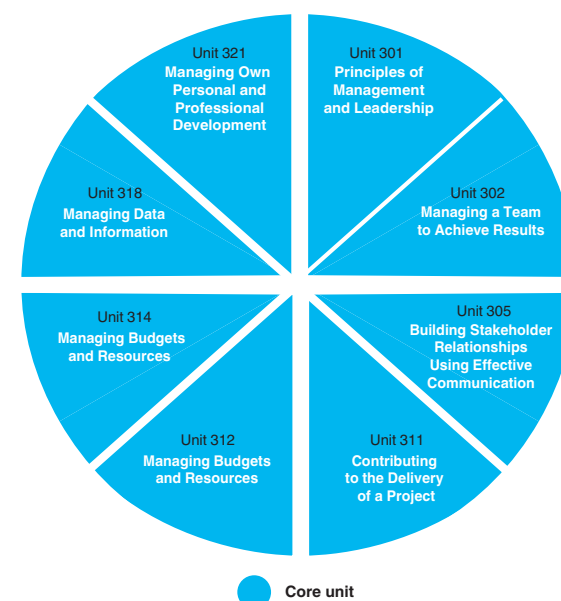 Unit 321
Managing Own
Personal and
Professional
Development
Unit 301
Principles of
Management
and Leadership
Unit 318
Managing Data
and Information
Unit 302
Managing a Team
to Achieve Results
Unit 314
Managing Budgets
and Resources
Unit 305
Building Stakeholder
Relationships
Using Effective
Communication
Unit 312
Managing Budgets
and Resources
Unit 311
Contributing
to the Delivery
of a Project
Core unit